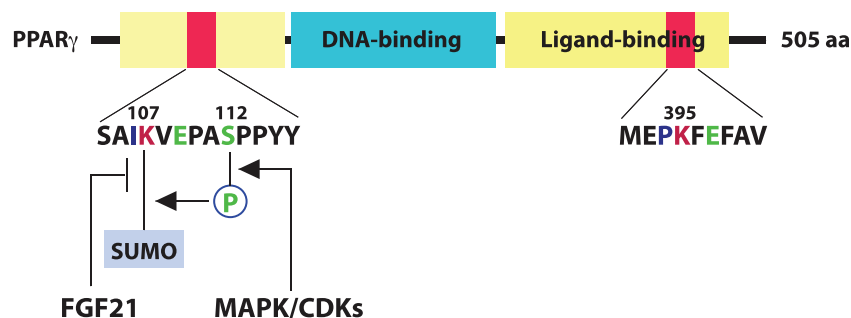 PPARγ DNA-binding Ligand-binding 505 aa
107 112 395
SAIKVEPASPPYY MEPKFEFAV
P
SUMO
FGF21 MAPK/CDKs